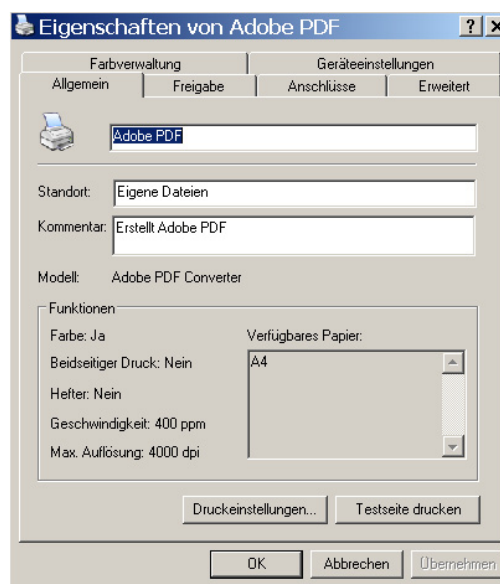 Eigenschaften von Adobe PDF
Farbverwaltung Geräteeinstellungen
Allgemein Freigabe Anschlüsse Erweitert
Adobe PDF
Standort: Eigene Dateien
Kommentar: Erstellt Adobe PDF
Modell: Adobe PDF Converter
Funktionen
Farbe: Ja Verfügbares Papier:
Beidseitiger Druck: Nein A4
Hefter: Nein
Geschwindigkeit: 400 ppm
Max. Auflösung: 4000 dpi
Druckeinstellungen... Testseite drucken
OK Abbrechen Übernehmen